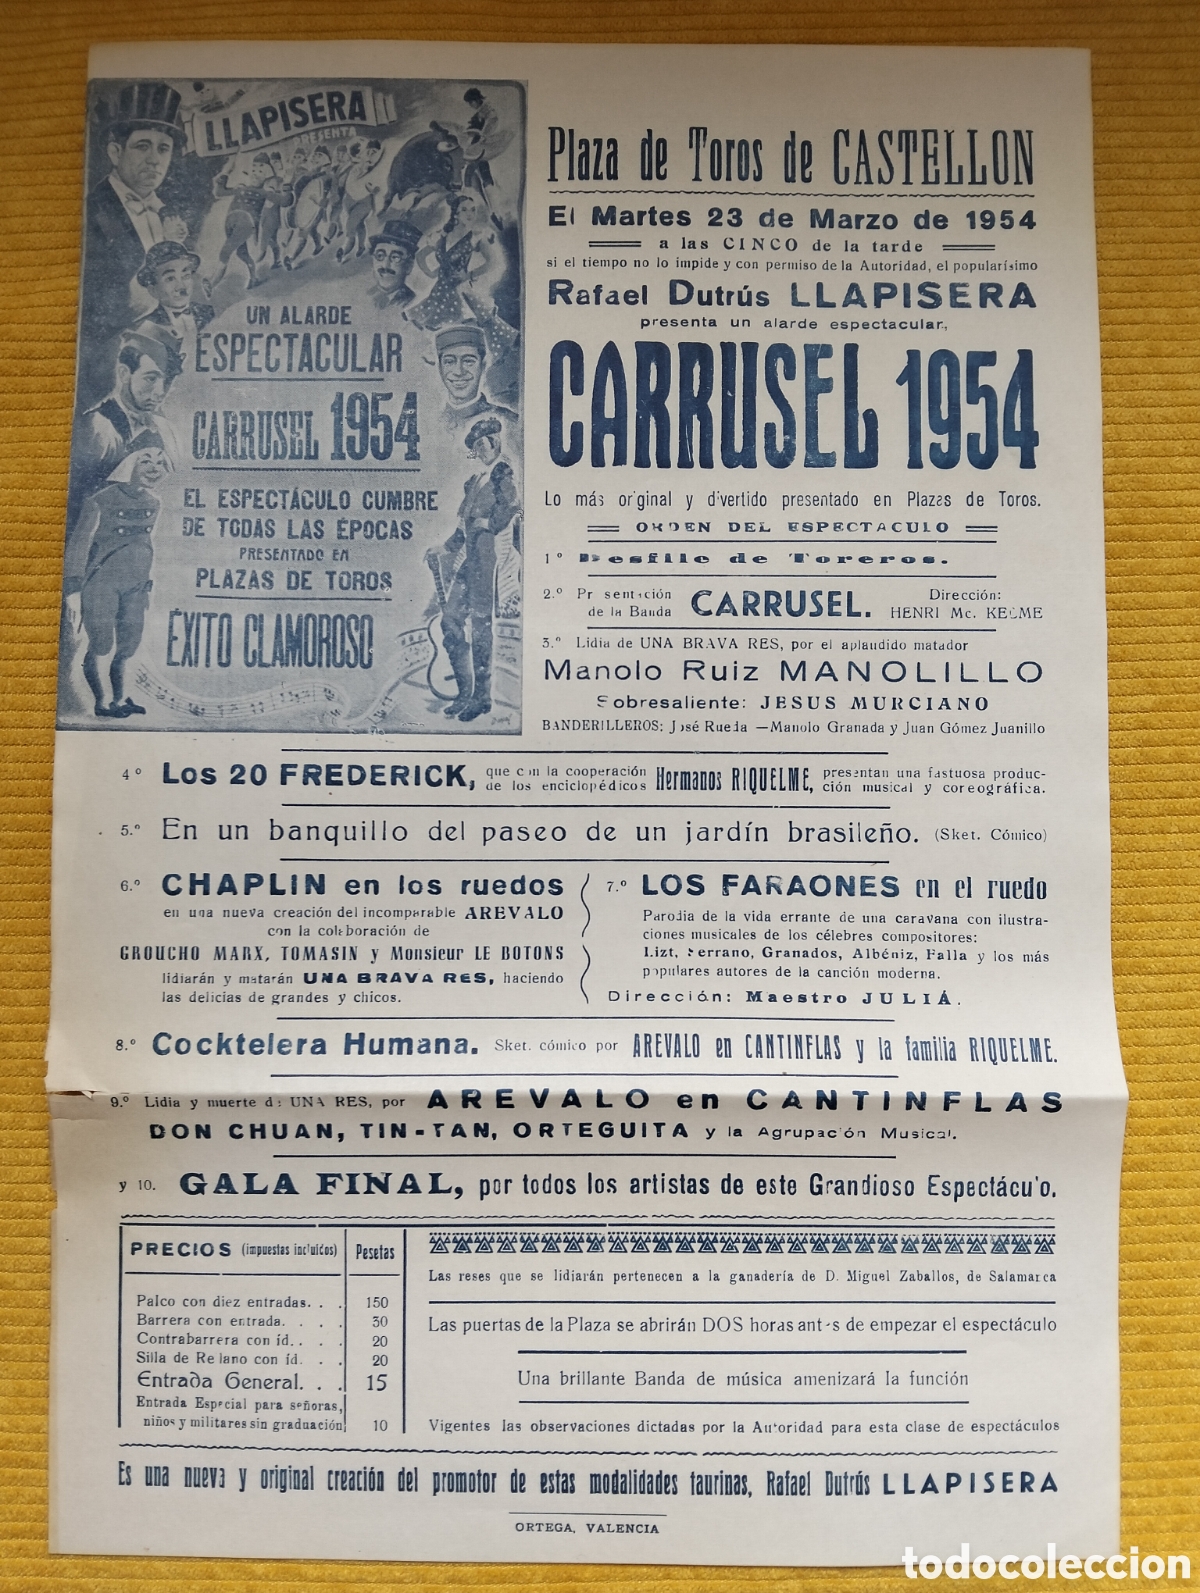 LLAPISERA
PRESENTA
UN ALARDE
ESPECTACULAR
CARRUSEL 1954
EL ESPECTÁCULO CUMBRE
DE TODAS LAS ÉPOCAS
PRESENTADO EN
PLAZAS DE TOROS
ÉXITO CLAMOROSO
Plaza de Toros de CASTELLON
El Martes 23 de Marzo de 1954
a las CINCO de la tarde
si el tiempo no lo impide y con permiso de la Autoridad, el popularísimo
Rafael Dutrús LLAPISERA
presenta un alarde espectacular,
CARRUSEL 1954
Lo más original y divertido presentado en Plazas de Toros.
ORDEN DEL ESPECTACULO
1º Desfile de Toreros.
2.º Pr sentación de la Banda CARRUSEL. Dirección: HENRI Mc. KELME
3.º Lidia de UNA BRAVA RES, por el aplaudido matador
Manolo Ruiz MANOLILLO
Sobresaliente: JESUS MURCIANO
BANDERILLEROS: José Rueda —Manolo Granada y Juan Gómez Juanillo
4º Los 20 FREDERICK, que con la cooperación de los enciclopédicos Hermanos RIQUELME, presentan una fastuosa produc-
ción musical y coreográfica.
5.º En un banquillo del paseo de un jardín brasileño. (Sket. Cómico)
6.º CHAPLIN en los ruedos
en una nueva creación del incomparable AREVALO
con la colaboración de
GROUCHO MARX, TOMASIN y Monsieur LE BOTONS
lidiarán y matarán UNA BRAVA RES, haciendo
las delicias de grandes y chicos.
7.º LOS FARAONES en el ruedo
Parodia de la vida errante de una caravana con ilustra-
ciones musicales de los célebres compositores:
Lizt, Serrano, Granados, Albéniz, Falla y los más
populares autores de la canción moderna.
Dirección: Maestro JULIÁ.
8.º Cocktelera Humana. Sket. cómico por AREVALO en CANTINFLAS y la familia RIQUELME.
9.º Lidia y muerte de UNA RES, por AREVALO en CANTINFLAS
DON CHUAN, TIN-TAN, ORTEGUITA y la Agrupación Musical.
y 10. GALA FINAL, por todos los artistas de este Grandioso Espectáculo.
PRECIOS (impuestos incluidos) Pesetas
Palco con diez entradas. . . 150
Barrera con entrada. . . . 30
Contrabarrera con íd. . . . 20
Silla de Rellano con íd. . . 20
Entrada General. . . 15
Entrada Especial para señoras,
niños y militares sin graduación 10
Las reses que se lidiarán pertenecen a la ganadería de D. Miguel Zaballos, de Salamanca
Las puertas de la Plaza se abrirán DOS horas antes de empezar el espectáculo
Una brillante Banda de música amenizará la función
Vigentes las observaciones dictadas por la Autoridad para esta clase de espectáculos
Es una nueva y original creación del promotor de estas modalidades taurinas, Rafael Dutrús LLAPISERA
ORTEGA, VALENCIA
todocoleccion